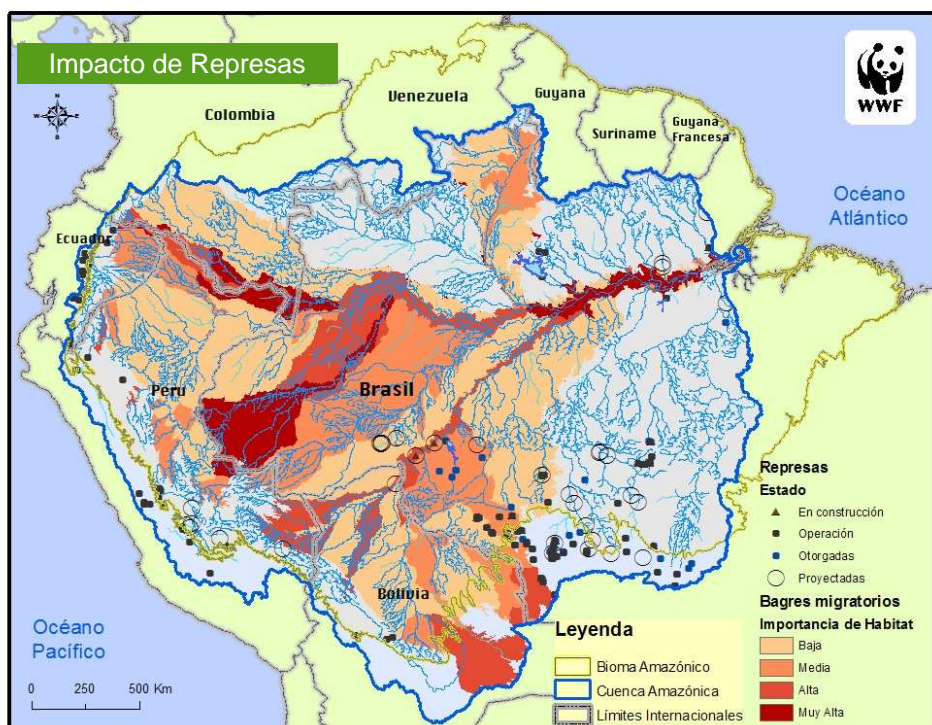 Impacto de Represas
WWF
N
W
E
S
Venezuela
Guyana
Colombia
Suriname
Guyana
Francesa
Océano
Atlántico
Ecuador
Peru
Brasil
Bolivia
Océano
Pacífico
0 250 500 Km
Leyenda
Bioma Amazónico
Cuenca Amazónica
Límites Internacionales
Represas
Estado
En construcción
Operación
Otorgadas
Proyectadas
Bagres migratorios
Importancia de Habitat
Baja
Media
Alta
Muy Alta